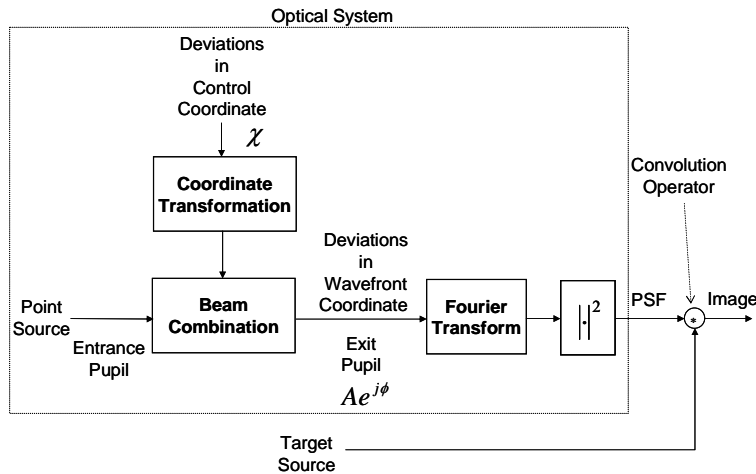 Optical System
Deviations
in
Control
Coordinate
χ
Coordinate
Transformation
Convolution
Operator
Deviations
in
Wavefront
Coordinate
Point
Source
Entrance
Pupil
Beam
Combination
Exit
Pupil
Ae^{jϕ}
Fourier
Transform
‖·‖²
PSF
*
Image
Target
Source